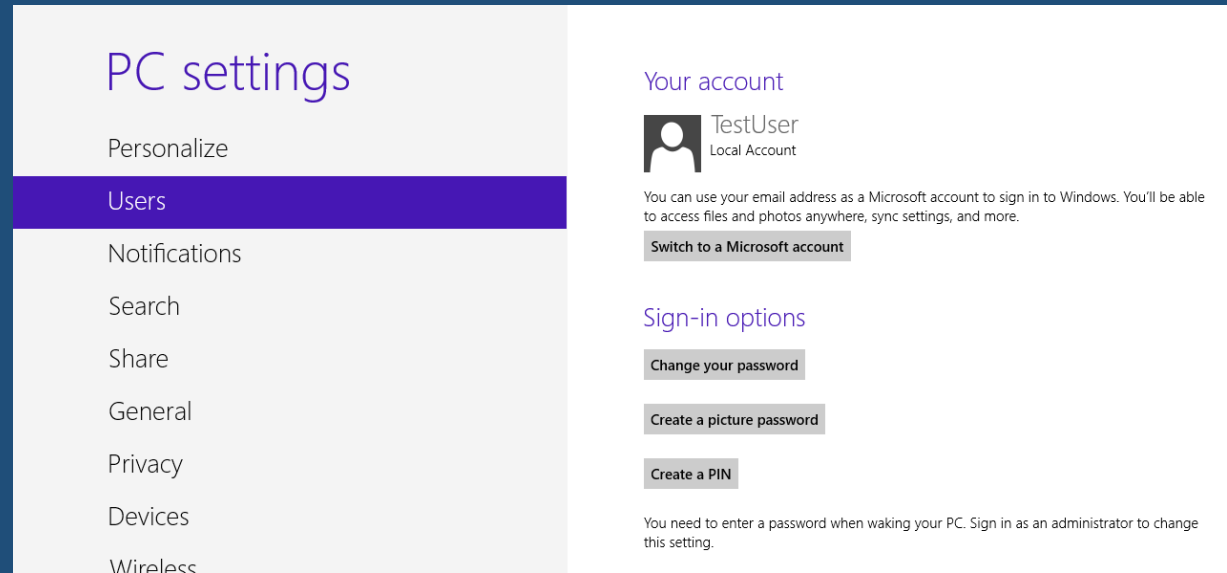 PC settings
Personalize
Users
Notifications
Search
Share
General
Privacy
Devices
Wireless
Your account
TestUser
Local Account
You can use your email address as a Microsoft account to sign in to Windows. You'll be able
to access files and photos anywhere, sync settings, and more.
Switch to a Microsoft account
Sign-in options
Change your password
Create a picture password
Create a PIN
You need to enter a password when waking your PC. Sign in as an administrator to change
this setting.